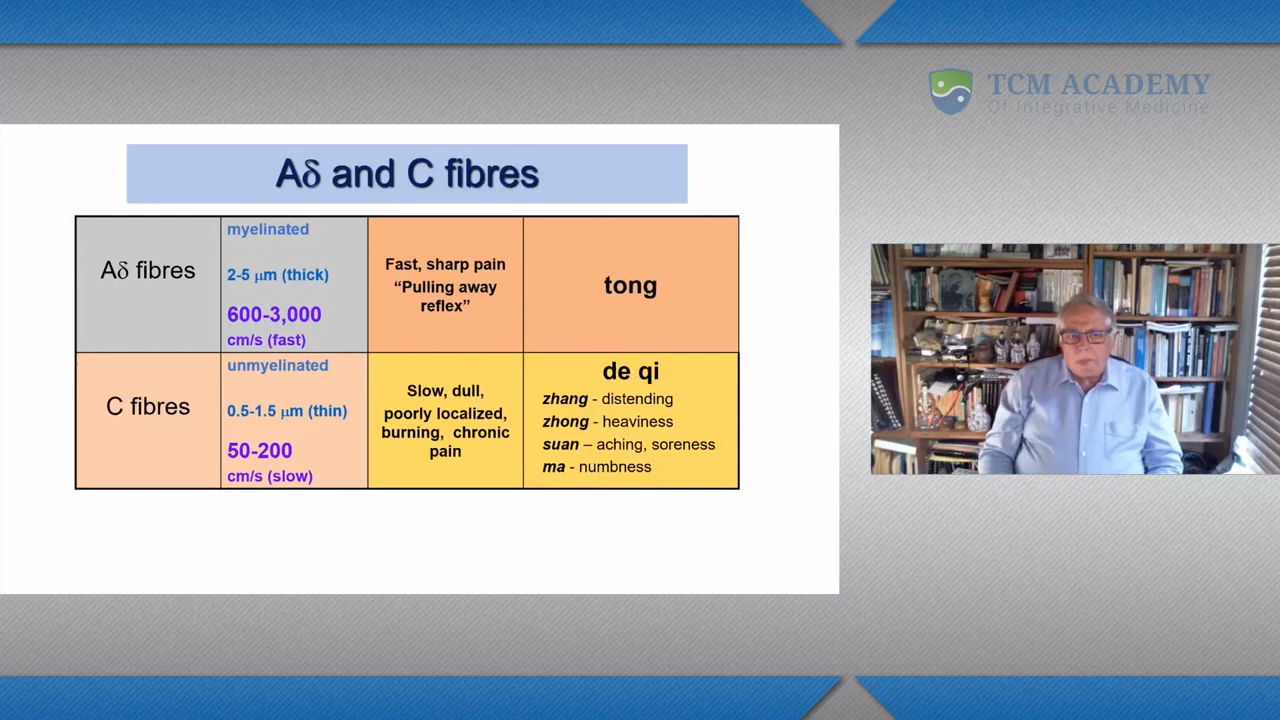 TCM ACADEMY
Of Integrative Medicine
Aδ and C fibres
Aδ fibres
myelinated
2-5 μm (thick)
600-3,000
cm/s (fast)
Fast, sharp pain
“Pulling away
reflex”
tong
C fibres
unmyelinated
0.5-1.5 μm (thin)
50-200
cm/s (slow)
Slow, dull,
poorly localized,
burning, chronic
pain
de qi
zhang - distending
zhong - heaviness
suan – aching, soreness
ma - numbness